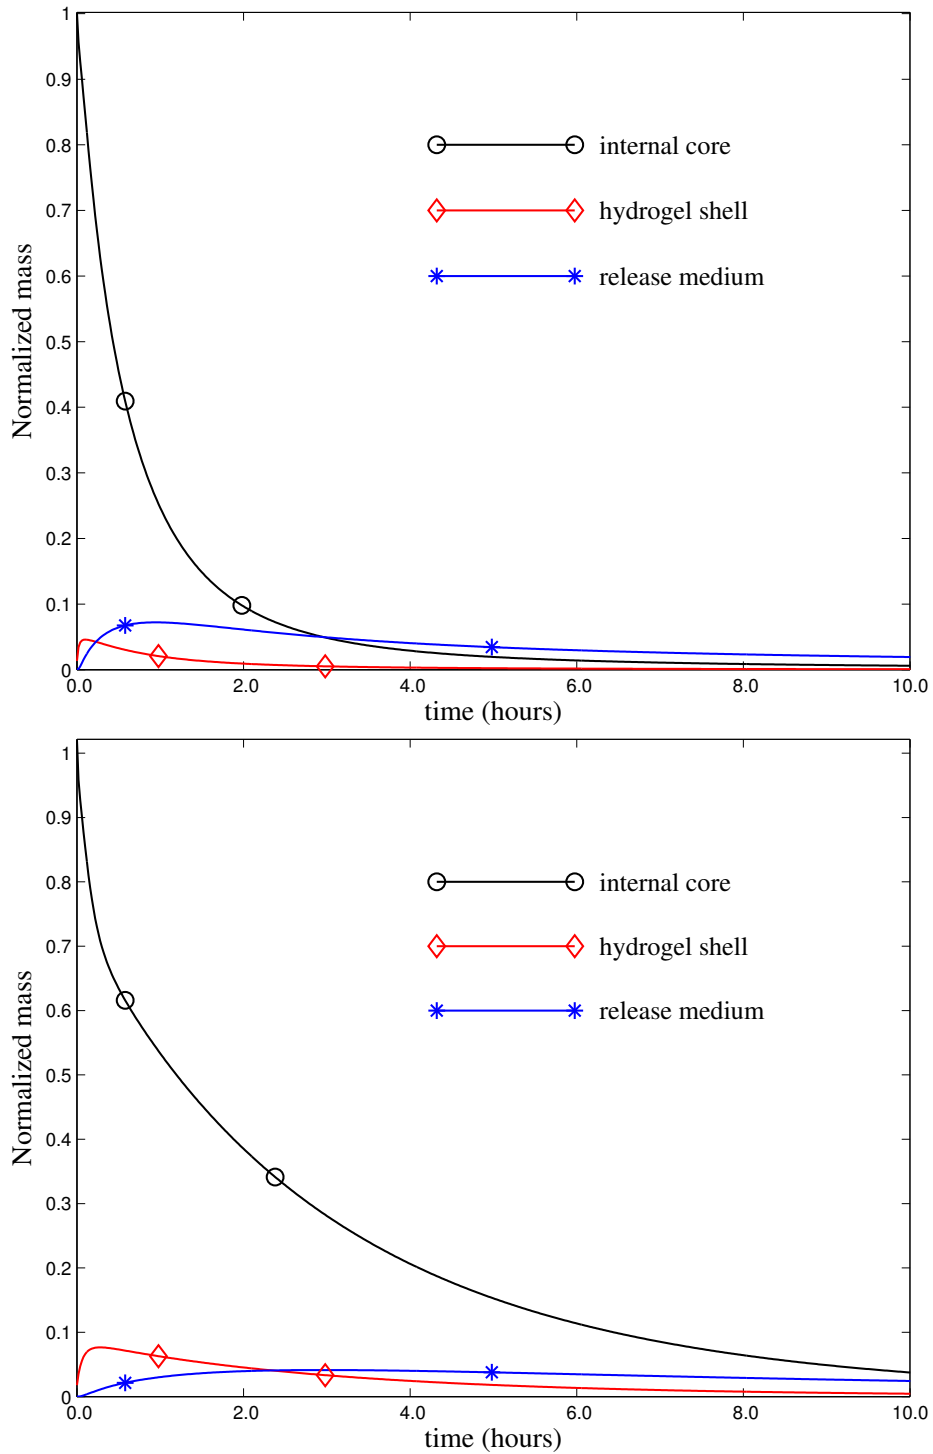 1
0.9
0.8
0.7
0.6
0.5
0.4
0.3
0.2
0.1
0
Normalized mass
internal core
hydrogel shell
release medium
0.0 2.0 4.0 6.0 8.0 10.0
time (hours)
1
0.9
0.8
0.7
0.6
0.5
0.4
0.3
0.2
0.1
0
Normalized mass
internal core
hydrogel shell
release medium
0.0 2.0 4.0 6.0 8.0 10.0
time (hours)